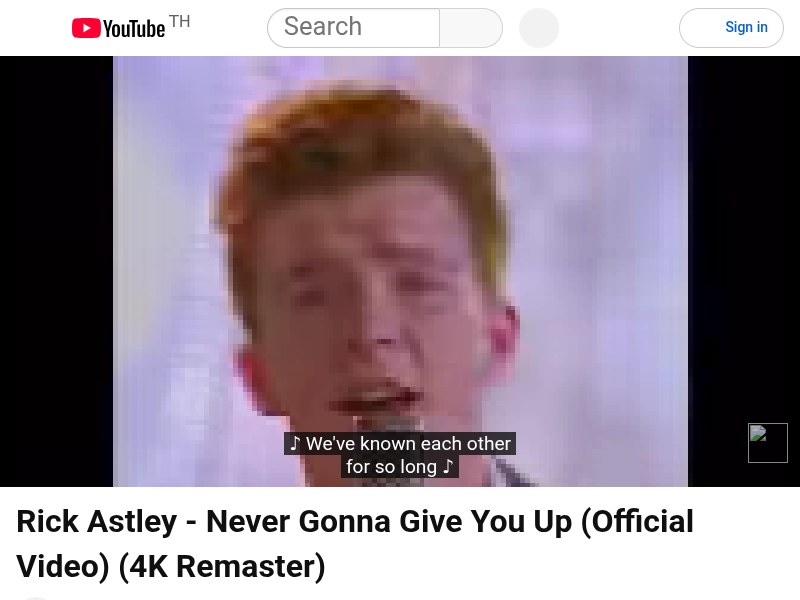 YouTube TH
Search
Sign in
♪ We've known each other
for so long ♪
Rick Astley - Never Gonna Give You Up (Official
Video) (4K Remaster)